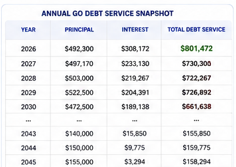 ANNUAL GO DEBT SERVICE SNAPSHOT
YEAR PRINCIPAL INTEREST TOTAL DEBT SERVICE
2026 $492,300 $308,172 $801,472
2027 $497,170 $233,130 $730,300
2028 $503,000 $219,267 $722,267
2029 $522,500 $204,391 $726,892
2030 $472,500 $189,138 $661,638
... ... ... ...
2043 $140,000 $15,850 $155,850
2044 $150,000 $9,775 $159,775
2045 $155,000 $3,294 $158,294